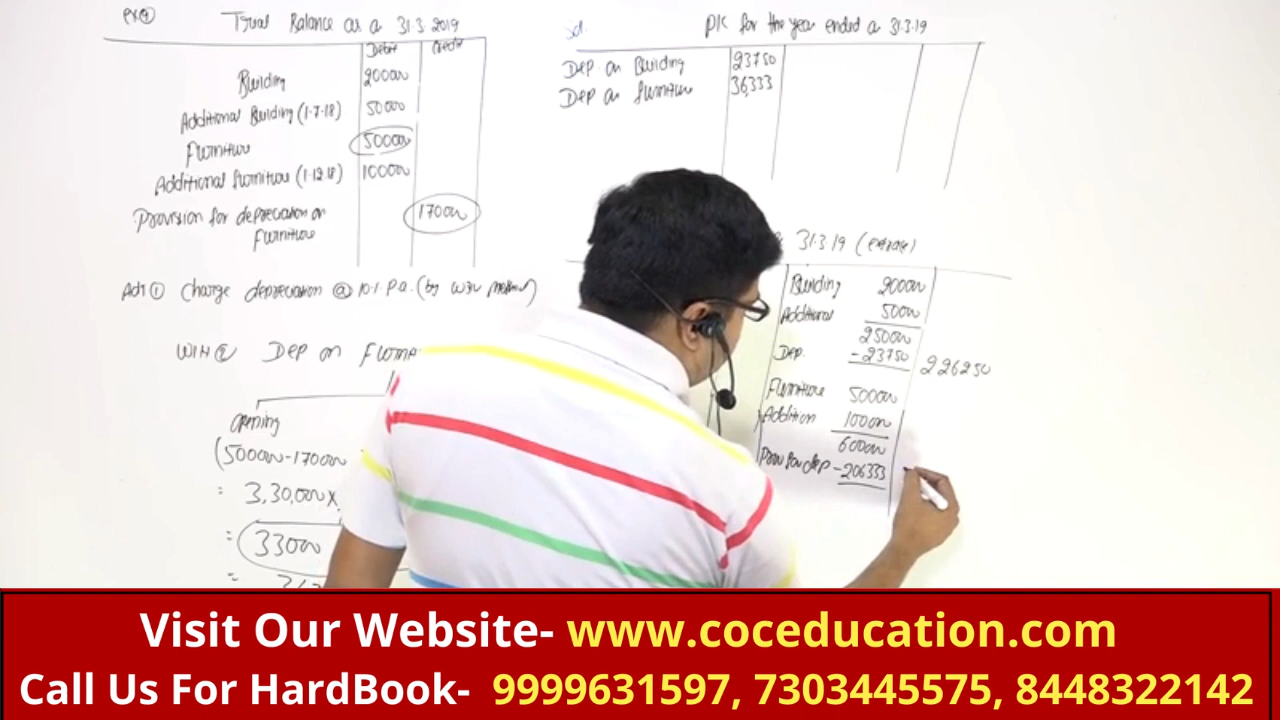 Trial Balance as a 31.3.2019
Debit Credit
Building 200000
Additional Building (1.7.18) 50000
Furniture 500000
Additional furniture (1.12.18) 100000
Provision for depreciation on 170000
Furniture
Adj ① Charge depreciation @ 10% p.a. (by WDV method)
Dep on Furni
opening
(500000-170000
= 3,30,000 x
= 33000
P/L for the year ended a 31.3.19
Dep. on Building 23750
Dep on furniture 36,333
31.3.19 (extract)
Building 200000
Additional 50000
250000
Dep. -23750 226250
Furniture 500000
Addition 100000
600000
Prov for dep -206333
Visit Our Website- www.coceducation.com
Call Us For HardBook- 9999631597, 7303445575, 8448322142